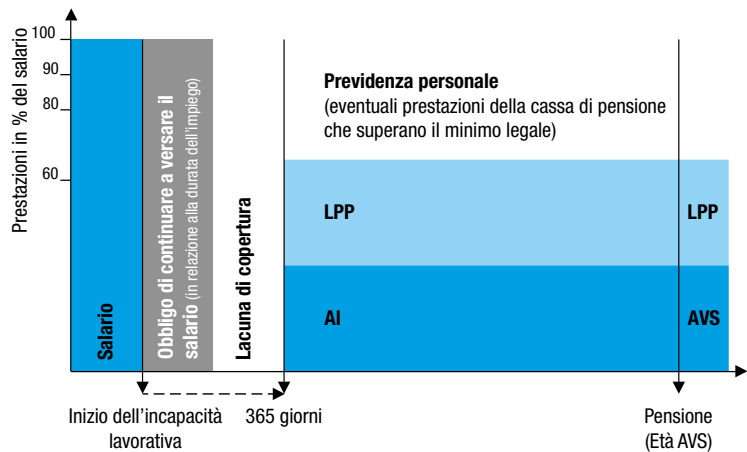 Prestazioni in % del salario
100
90
80
60
Salario
Obbligo di continuare a versare il
salario (in relazione alla durata dell'impiego)
Lacuna di copertura
Previdenza personale
(eventuali prestazioni della cassa di pensione
che superano il minimo legale)
LPP
LPP
AI
AVS
Inizio dell'incapacità
lavorativa
365 giorni
Pensione
(Età AVS)